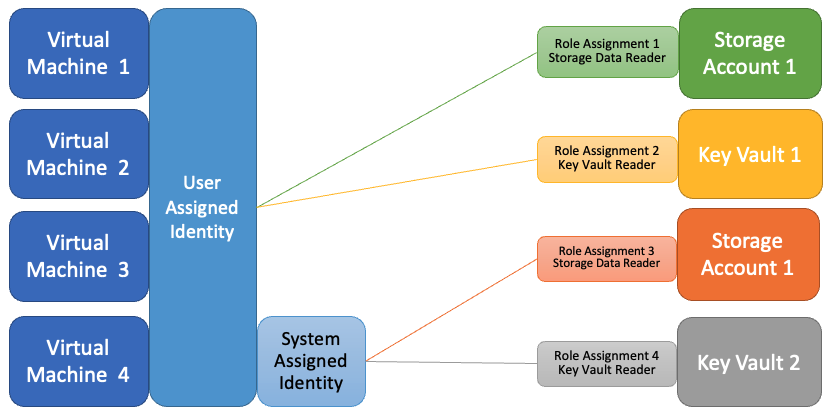 Virtual
Machine 1
Virtual
Machine 2
Virtual
Machine 3
Virtual
Machine 4
User
Assigned
Identity
System
Assigned
Identity
Role Assignment 1
Storage Data Reader
Storage
Account 1
Role Assignment 2
Key Vault Reader
Key Vault 1
Role Assignment 3
Storage Data Reader
Storage
Account 1
Role Assignment 4
Key Vault Reader
Key Vault 2